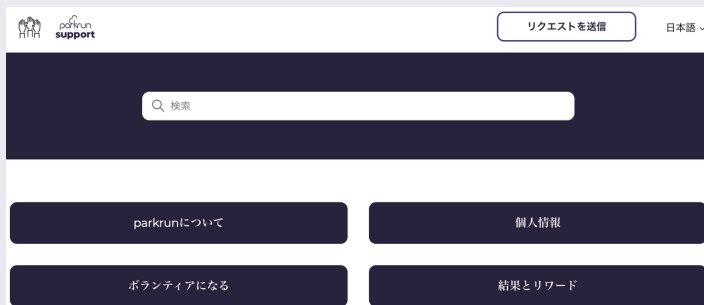 parkrun
support
リクエストを送信
日本語
検索
parkrunについて
個人情報
ボランティアになる
結果とリワード